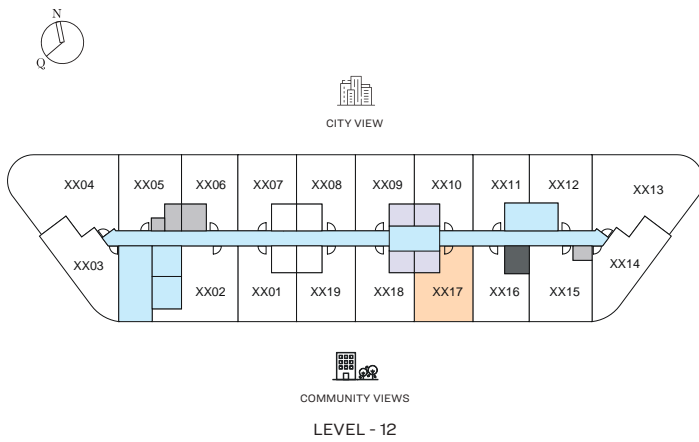 N
Q
CITY VIEW
XX04 XX05 XX06 XX07 XX08 XX09 XX10 XX11 XX12 XX13
XX03 XX14
XX02 XX01 XX19 XX18 XX17 XX16 XX15
COMMUNITY VIEWS
LEVEL - 12